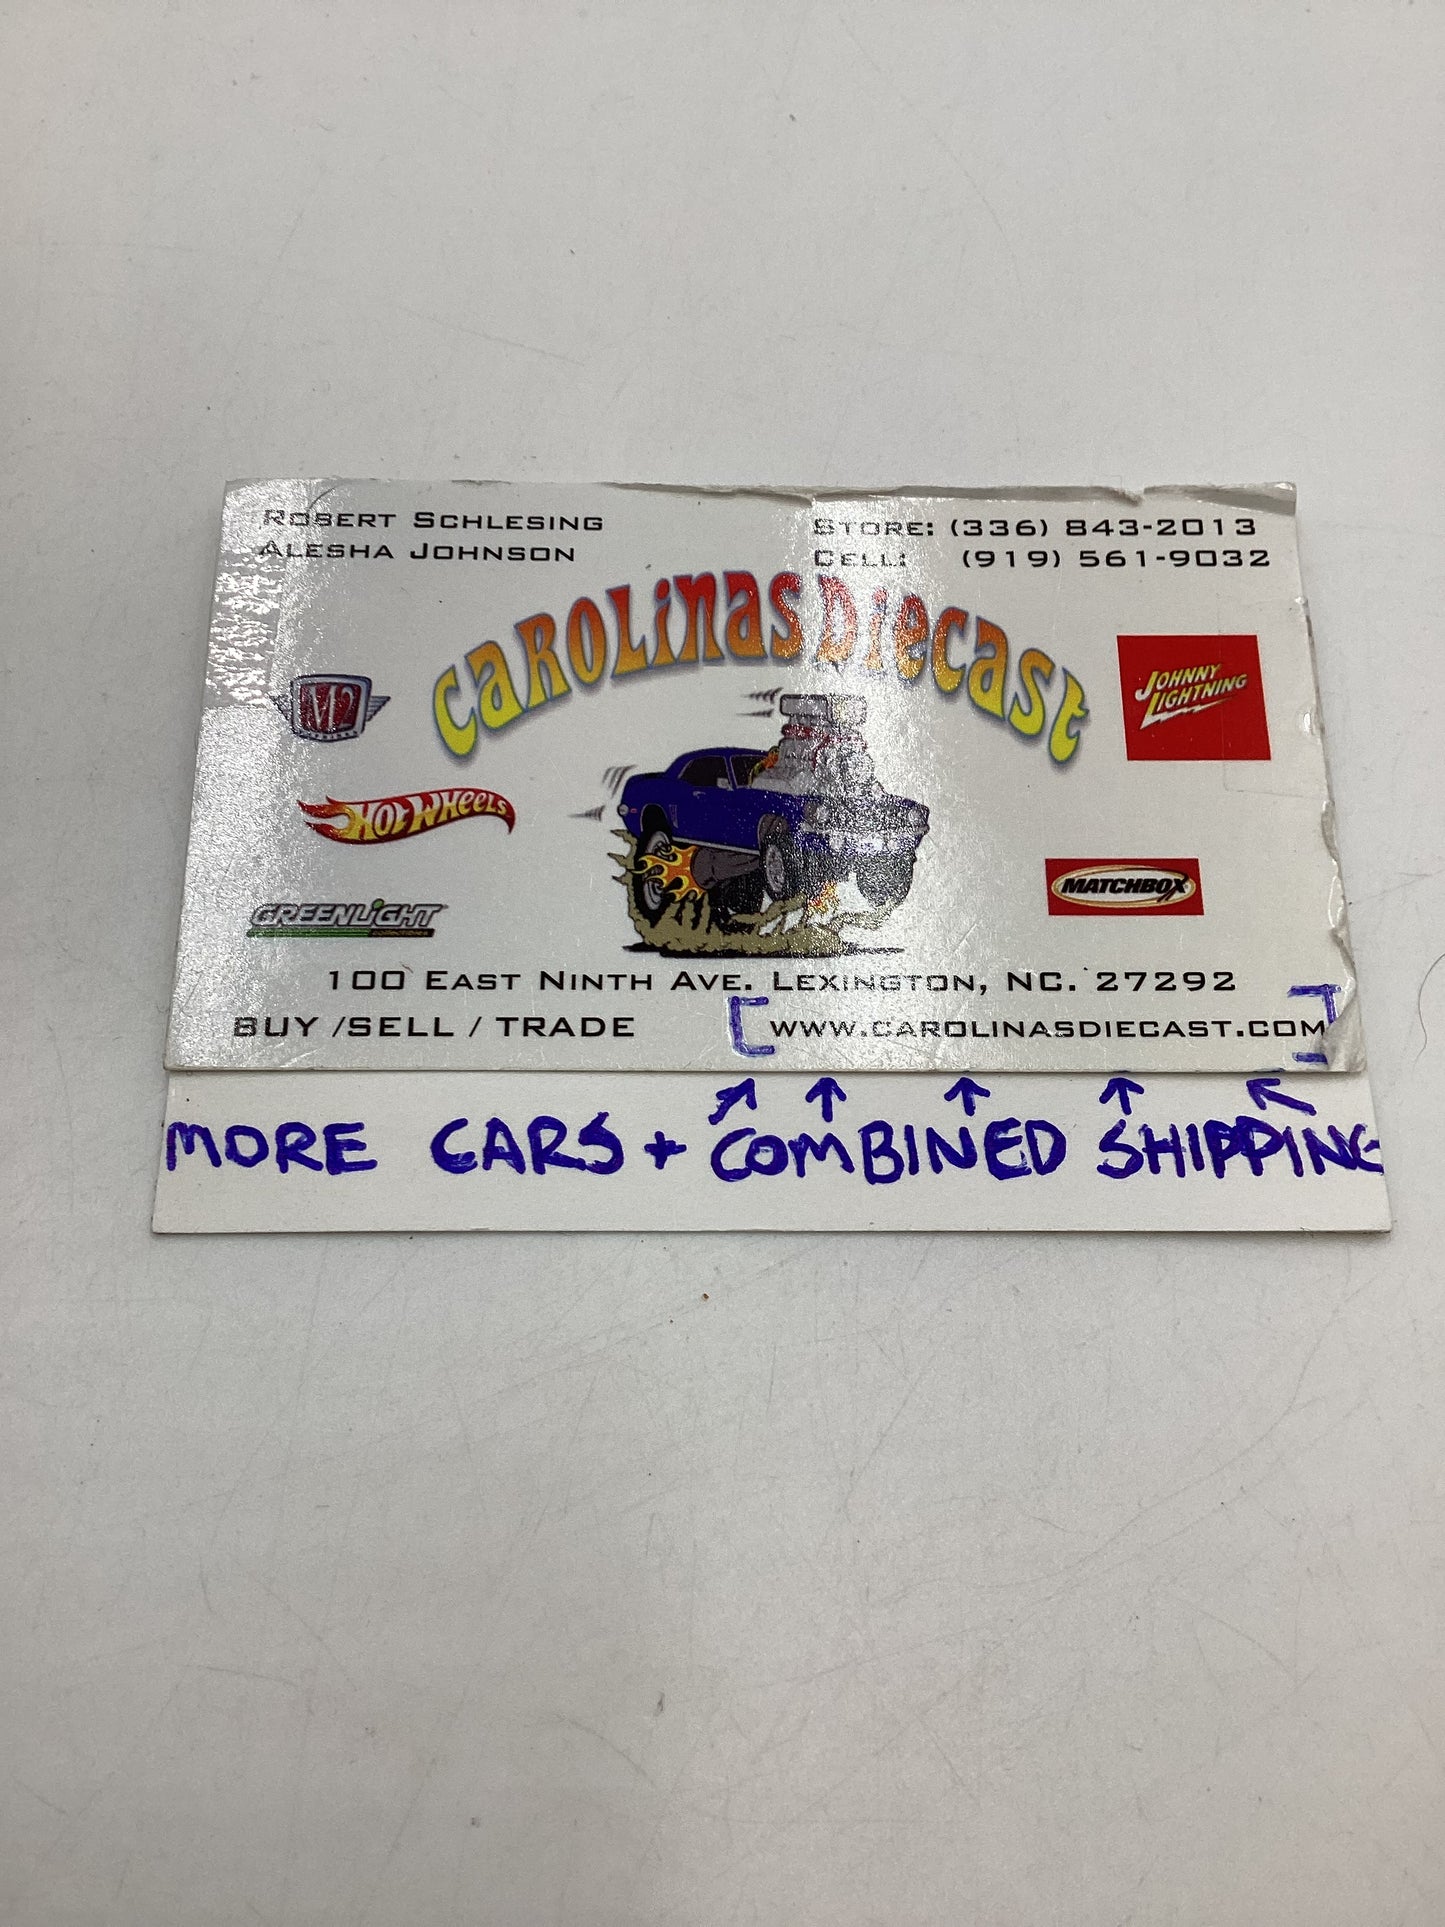 ROBERT SCHLESING
ALESHA JOHNSON
STORE: (336) 843-2013
CELL: (919) 561-9032
CAROLINAS DIECAST
M2
JOHNNY
LIGHTNING
HOT WHEELS
MATCHBOX
GREENLIGHT
100 EAST NINTH AVE. LEXINGTON, NC. 27292
BUY /SELL / TRADE
WWW.CAROLINASDIECAST.COM
MORE CARS + COMBINED SHIPPING